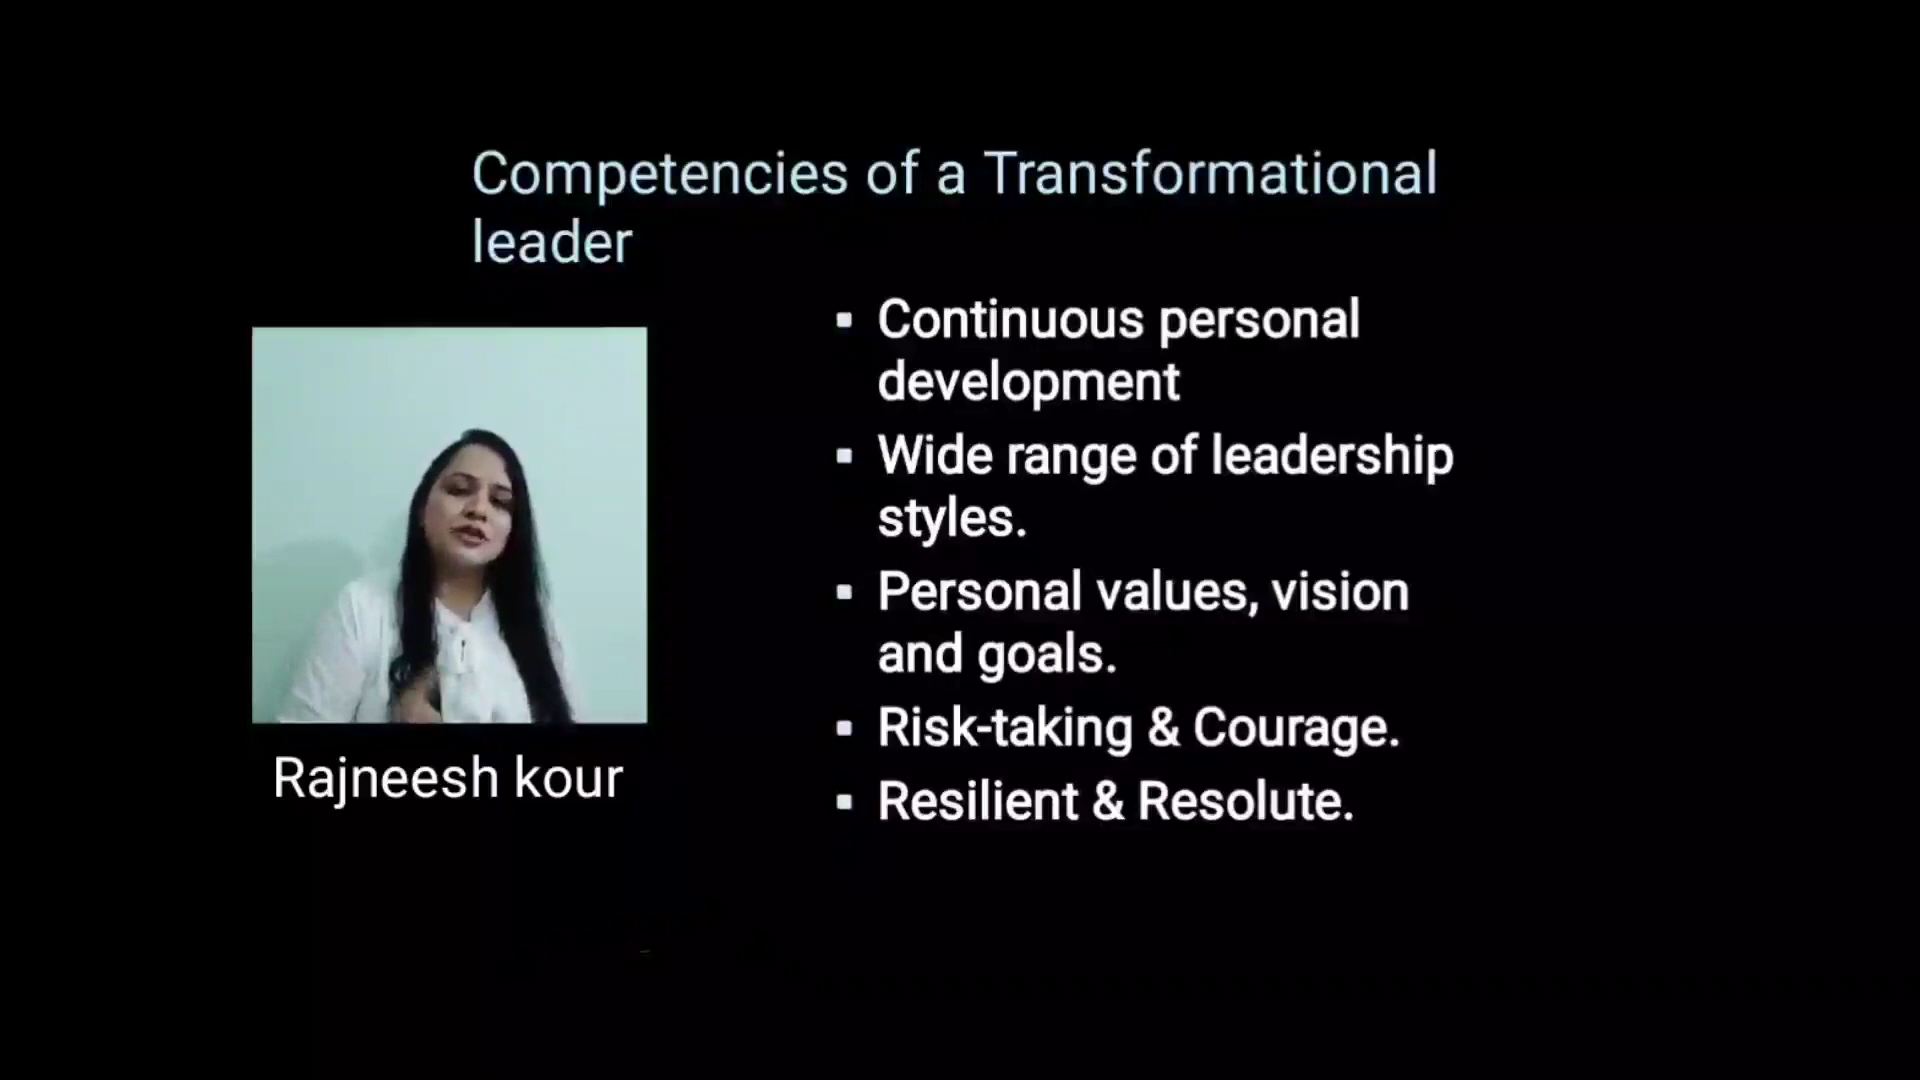 Competencies of a Transformational
leader
Continuous personal
development
Wide range of leadership
styles.
Personal values, vision
and goals.
Risk-taking & Courage.
Resilient & Resolute.
Rajneesh kour